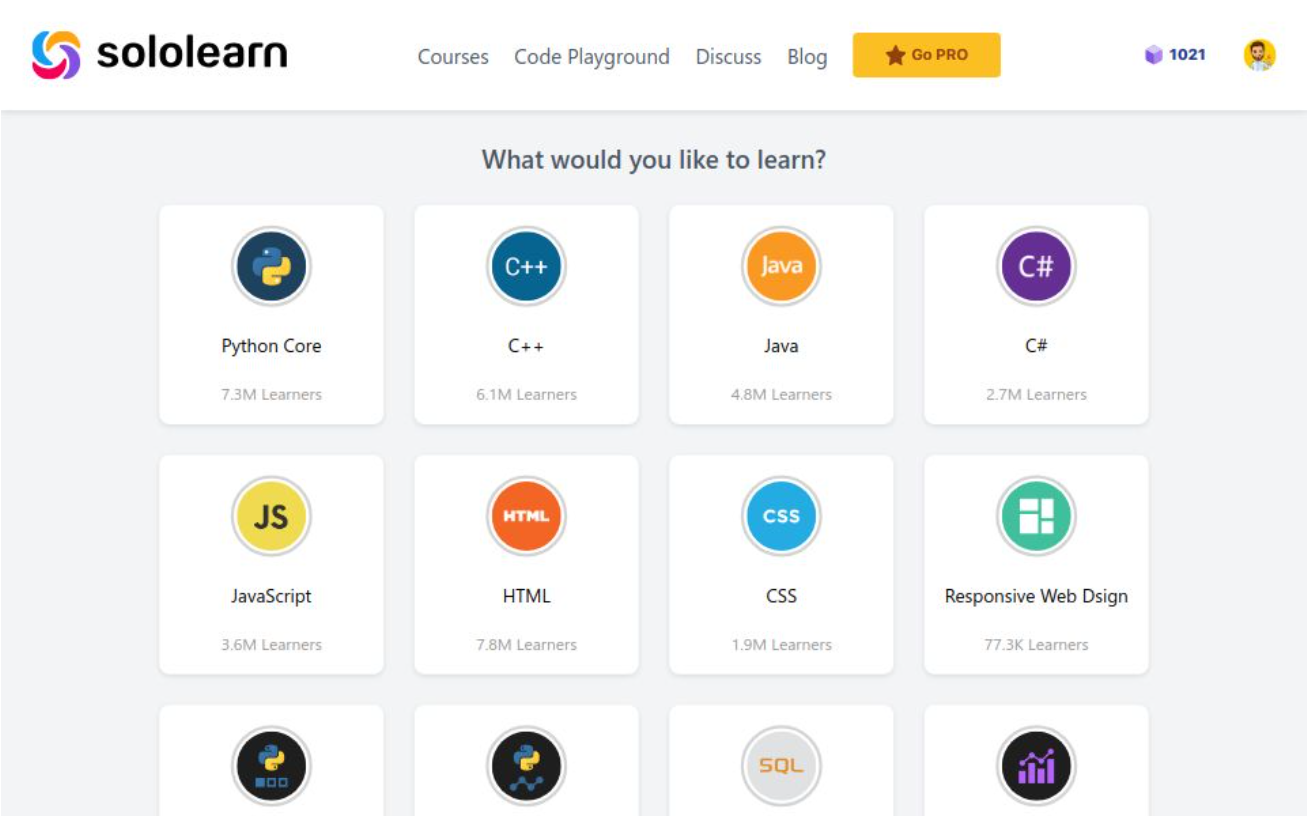 sololearn
Courses Code Playground Discuss Blog Go PRO 1021
What would you like to learn?
C++ Java C#
Python Core C++ Java C#
7.3M Learners 6.1M Learners 4.8M Learners 2.7M Learners
JS HTML CSS
JavaScript HTML CSS Responsive Web Dsign
3.6M Learners 7.8M Learners 1.9M Learners 77.3K Learners
SQL